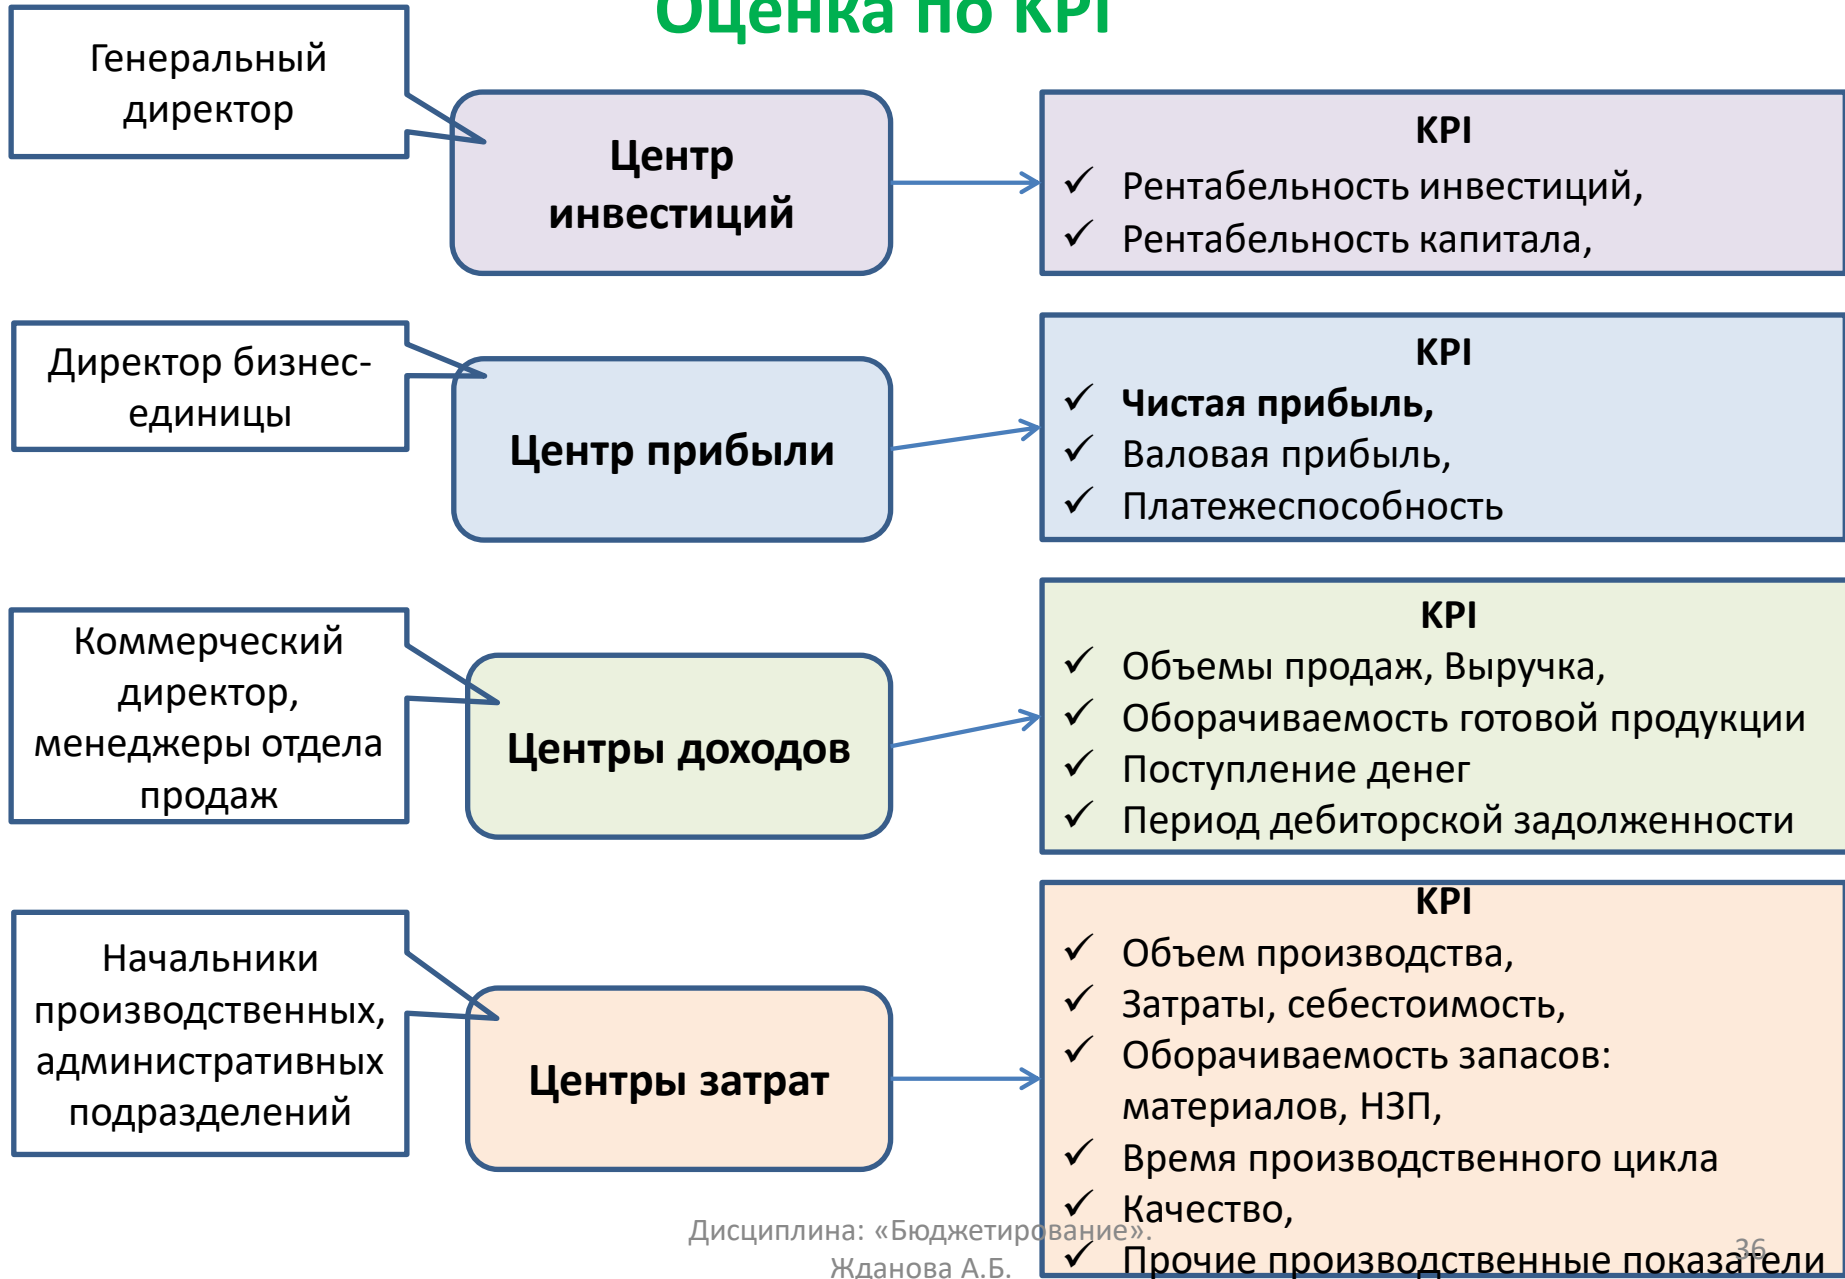 Оценка по KPI
Генеральный
директор
Центр
инвестиций
KPI
✓ Рентабельность инвестиций,
✓ Рентабельность капитала,
Директор бизнес-
единицы
Центр прибыли
KPI
✓ Чистая прибыль,
✓ Валовая прибыль,
✓ Платежеспособность
Коммерческий
директор,
менеджеры отдела
продаж
Центры доходов
KPI
✓ Объемы продаж, Выручка,
✓ Оборачиваемость готовой продукции
✓ Поступление денег
✓ Период дебиторской задолженности
Начальники
производственных,
административных
подразделений
Центры затрат
KPI
✓ Объем производства,
✓ Затраты, себестоимость,
✓ Оборачиваемость запасов:
материалов, НЗП,
✓ Время производственного цикла
✓ Качество,
✓ Прочие производственные показатели
Дисциплина: «Бюджетирование».
Жданова А.Б.
36